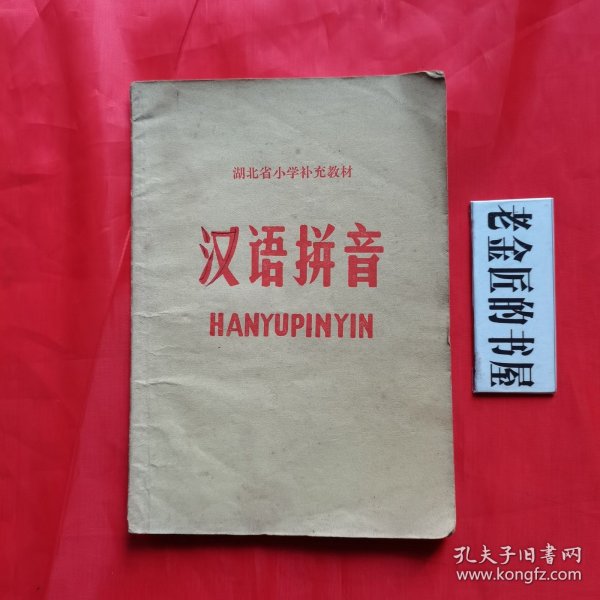 湖北省小学补充教材
汉语拼音
HANYUPINYIN
老金匠的书屋
孔夫子旧书网
www.kongfz.com